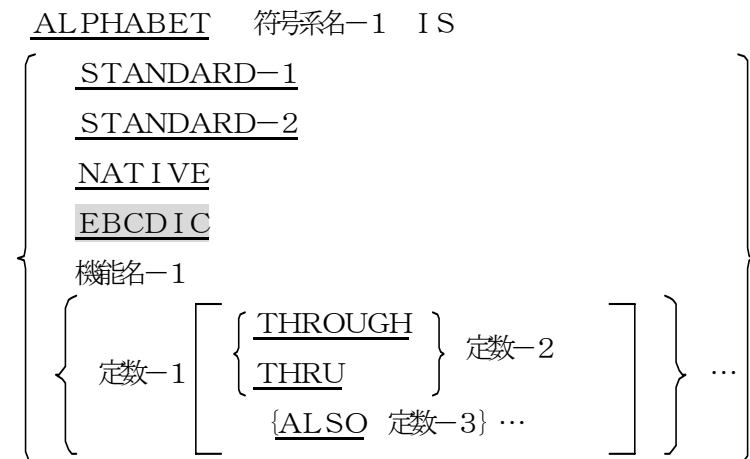 ALPHABET 符号系名-1 IS
STANDARD-1
STANDARD-2
NATIVE
EBCDIC
機能名-1
定数-1
THROUGH
THRU
定数-2
{ALSO 定数-3} …
…